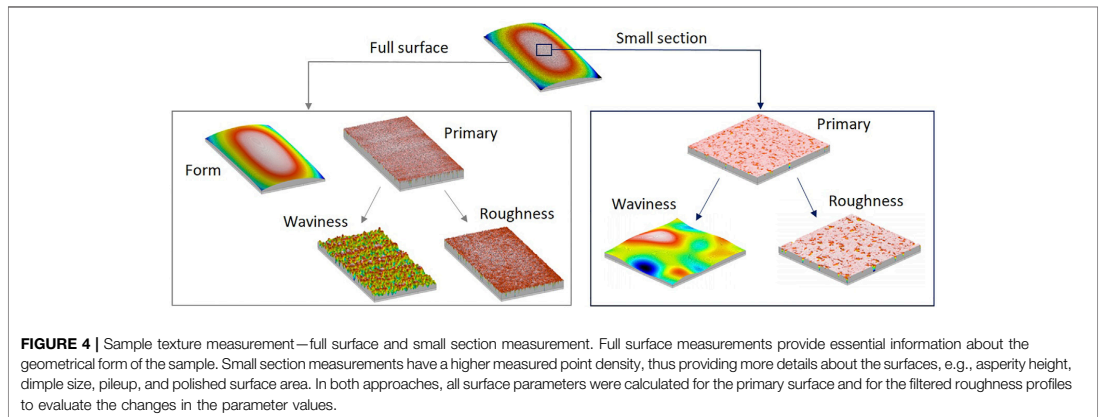 Full surface
Small section
Form
Primary
Waviness
Roughness
Primary
Waviness
Roughness
FIGURE 4 | Sample texture measurement—full surface and small section measurement. Full surface measurements provide essential information about the
geometrical form of the sample. Small section measurements have a higher measured point density, thus providing more details about the surfaces, e.g., asperity height,
dimple size, pileup, and polished surface area. In both approaches, all surface parameters were calculated for the primary surface and for the filtered roughness profiles
to evaluate the changes in the parameter values.